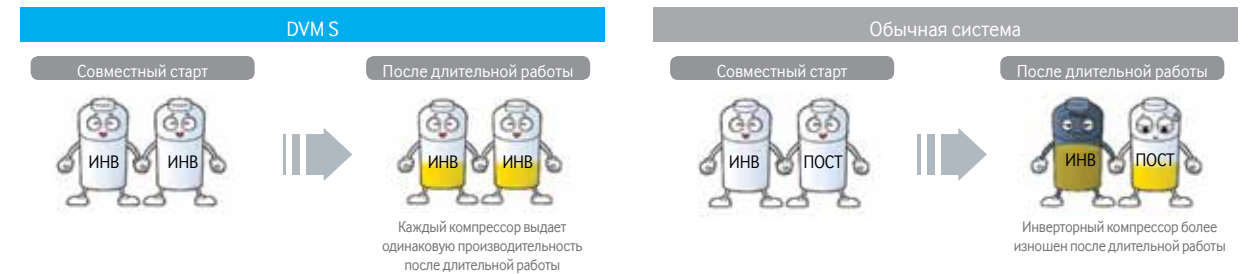 DVM S
Совместный старт
После длительной работы
ИНВ
ИНВ
ИНВ
ИНВ
Каждый компрессор выдает
одинаковую производительность
после длительной работы
Обычная система
Совместный старт
После длительной работы
ИНВ
ПОСТ
ИНВ
ПОСТ
Инверторный компрессор более
изношен после длительной работы